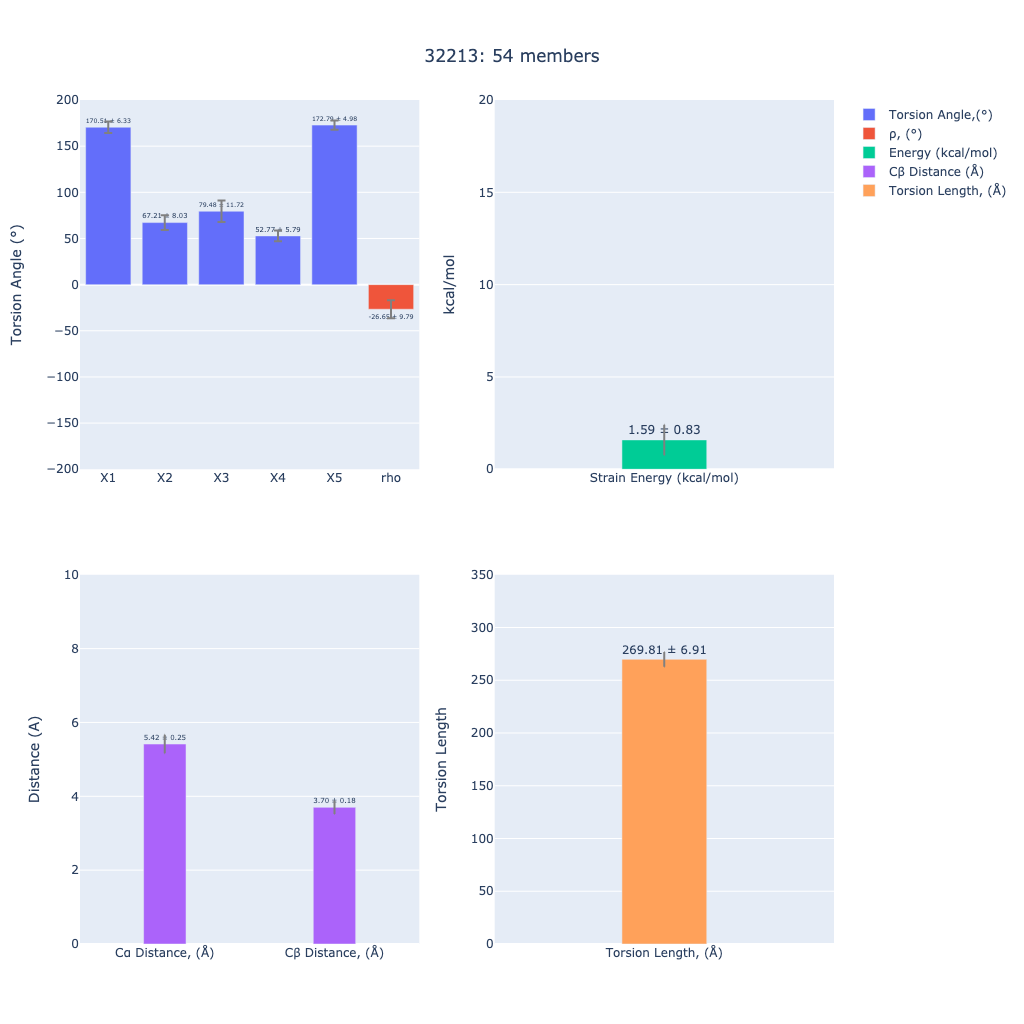 32213: 54 members
Torsion Angle (°)
200
150
100
50
0
−50
−100
−150
−200
170.51 ± 6.33
67.21 ± 8.03
79.48 ± 11.72
52.77 ± 5.79
172.79 ± 4.98
-26.65 ± 9.79
X1 X2 X3 X4 X5 rho
kcal/mol
20
15
10
5
0
1.59 ± 0.83
Strain Energy (kcal/mol)
Torsion Angle,(°)
ρ, (°)
Energy (kcal/mol)
Cβ Distance (Å)
Torsion Length, (Å)
Distance (A)
10
8
6
4
2
0
5.42 ± 0.25
3.70 ± 0.18
Cα Distance, (Å) Cβ Distance, (Å)
Torsion Length
350
300
250
200
150
100
50
0
269.81 ± 6.91
Torsion Length, (Å)